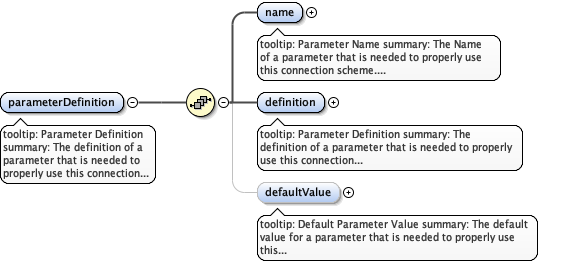 name
tooltip: Parameter Name summary: The Name
of a parameter that is needed to properly use
this connection scheme....
parameterDefinition
tooltip: Parameter Definition
summary: The definition of a
parameter that is needed to
properly use this connection...
definition
tooltip: Parameter Definition summary: The
definition of a parameter that is needed to properly
use this connection...
defaultValue
tooltip: Default Parameter Value summary: The default
value for a parameter that is needed to properly use
this...